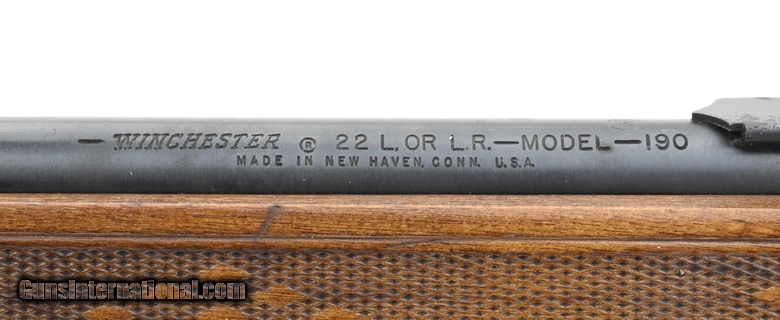 —WINCHESTER ® 22 L. OR L.R.—MODEL—190
MADE IN NEW HAVEN, CONN. U.S.A.
GunsInternational.com